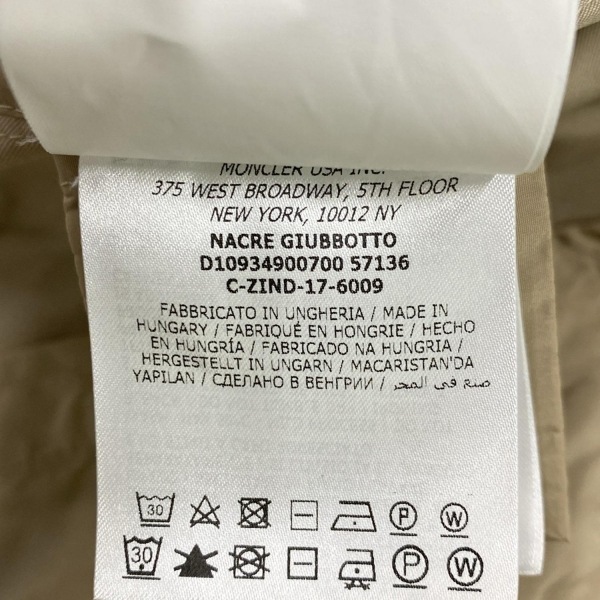 MONCLER USA INC.
375 WEST BROADWAY, 5TH FLOOR
NEW YORK, 10012 NY
NACRE GIUBBOTTO
D10934900700 57136
C-ZIND-17-6009
FABBRICATO IN UNGHERIA / MADE IN
HUNGARY / FABRIQUÉ EN HONGRIE / HECHO
EN HUNGRÍA / FABRICADO NA HUNGRIA /
HERGESTELLT IN UNGARN / MACARISTAN'DA
YAPILAN / СДЕЛАНО В ВЕНГРИИ / صنع في المجر
30 P W
30 P W